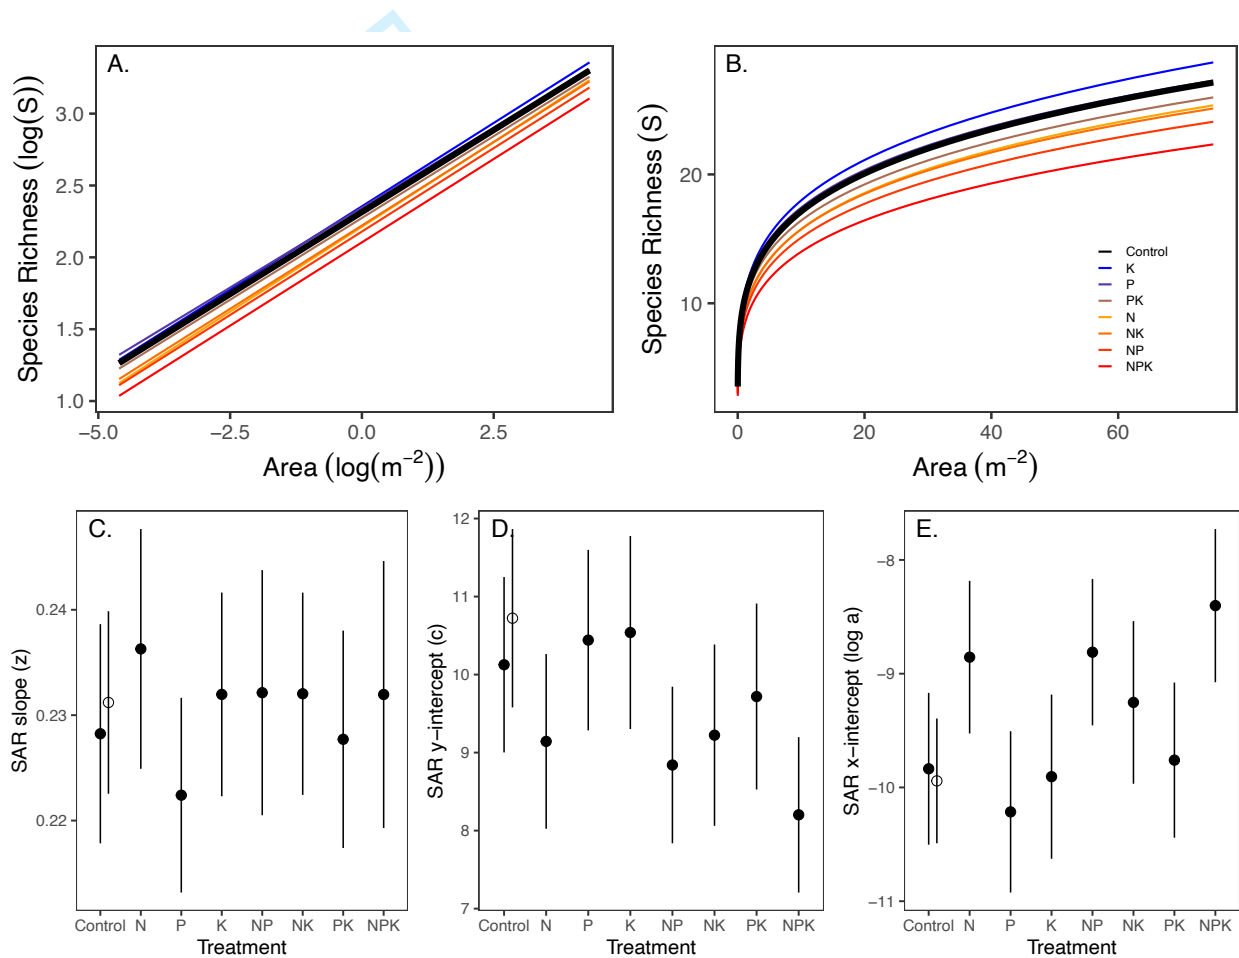 A.
Species Richness (log(S))
3.0
2.5
2.0
1.5
1.0
−5.0 −2.5 0.0 2.5
Area (log(m⁻²))
B.
Species Richness (S)
20
10
0 20 40 60
Area (m⁻²)
Control
K
P
PK
N
NK
NP
NPK
C.
SAR slope (z)
0.24
0.23
0.22
Control N P K NP NK PK NPK
Treatment
D.
SAR y−intercept (c)
12
11
10
9
8
7
Control N P K NP NK PK NPK
Treatment
E.
SAR x−intercept (log a)
−8
−9
−10
−11
Control N P K NP NK PK NPK
Treatment